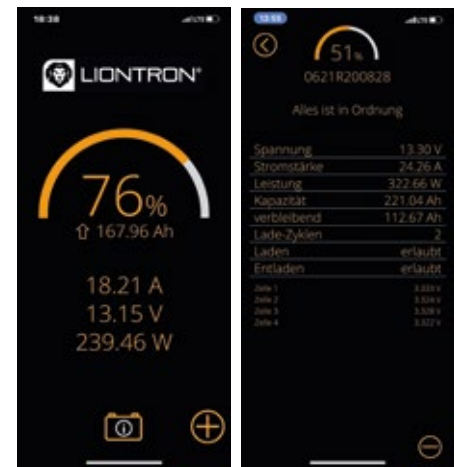 18:38
LIONTRON®
76%
⇧ 167.96 Ah
18.21 A
13.15 V
239.46 W
51%
0621R200828
Alles ist in Ordnung
Spannung 13.30 V
Stromstärke 24.26 A
Leistung 322.66 W
Kapazität 221.04 Ah
verbleibend 112.67 Ah
Lade-Zyklen 2
Laden erlaubt
Entladen erlaubt
Zelle 1
Zelle 2
Zelle 3
Zelle 4